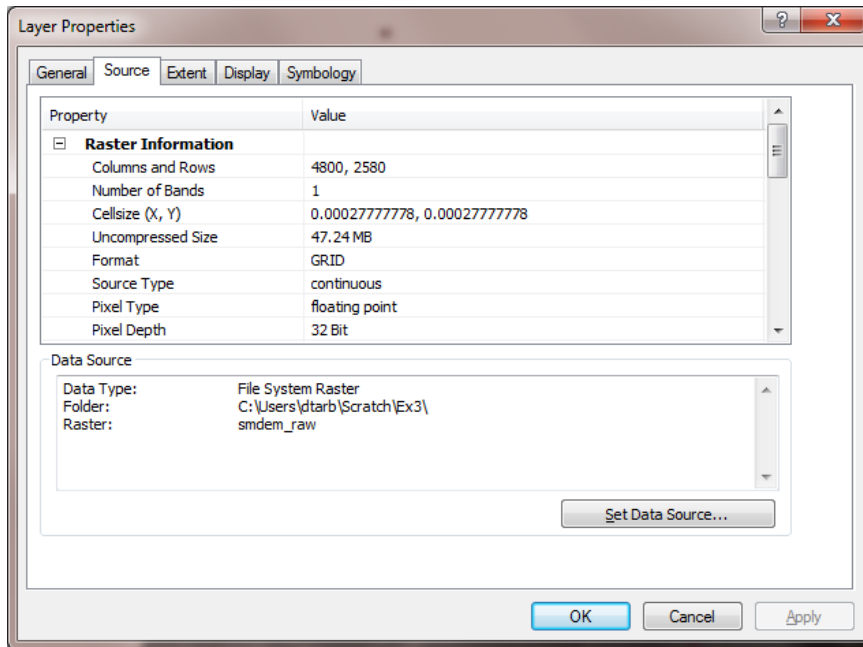 Layer Properties
General Source Extent Display Symbology
Property Value
Raster Information
Columns and Rows 4800, 2580
Number of Bands 1
Cellsize (X, Y) 0.00027777778, 0.00027777778
Uncompressed Size 47.24 MB
Format GRID
Source Type continuous
Pixel Type floating point
Pixel Depth 32 Bit
Data Source
Data Type: File System Raster
Folder: C:\Users\dtarb\Scratch\Ex3\
Raster: smdem_raw
Set Data Source...
OK Cancel Apply